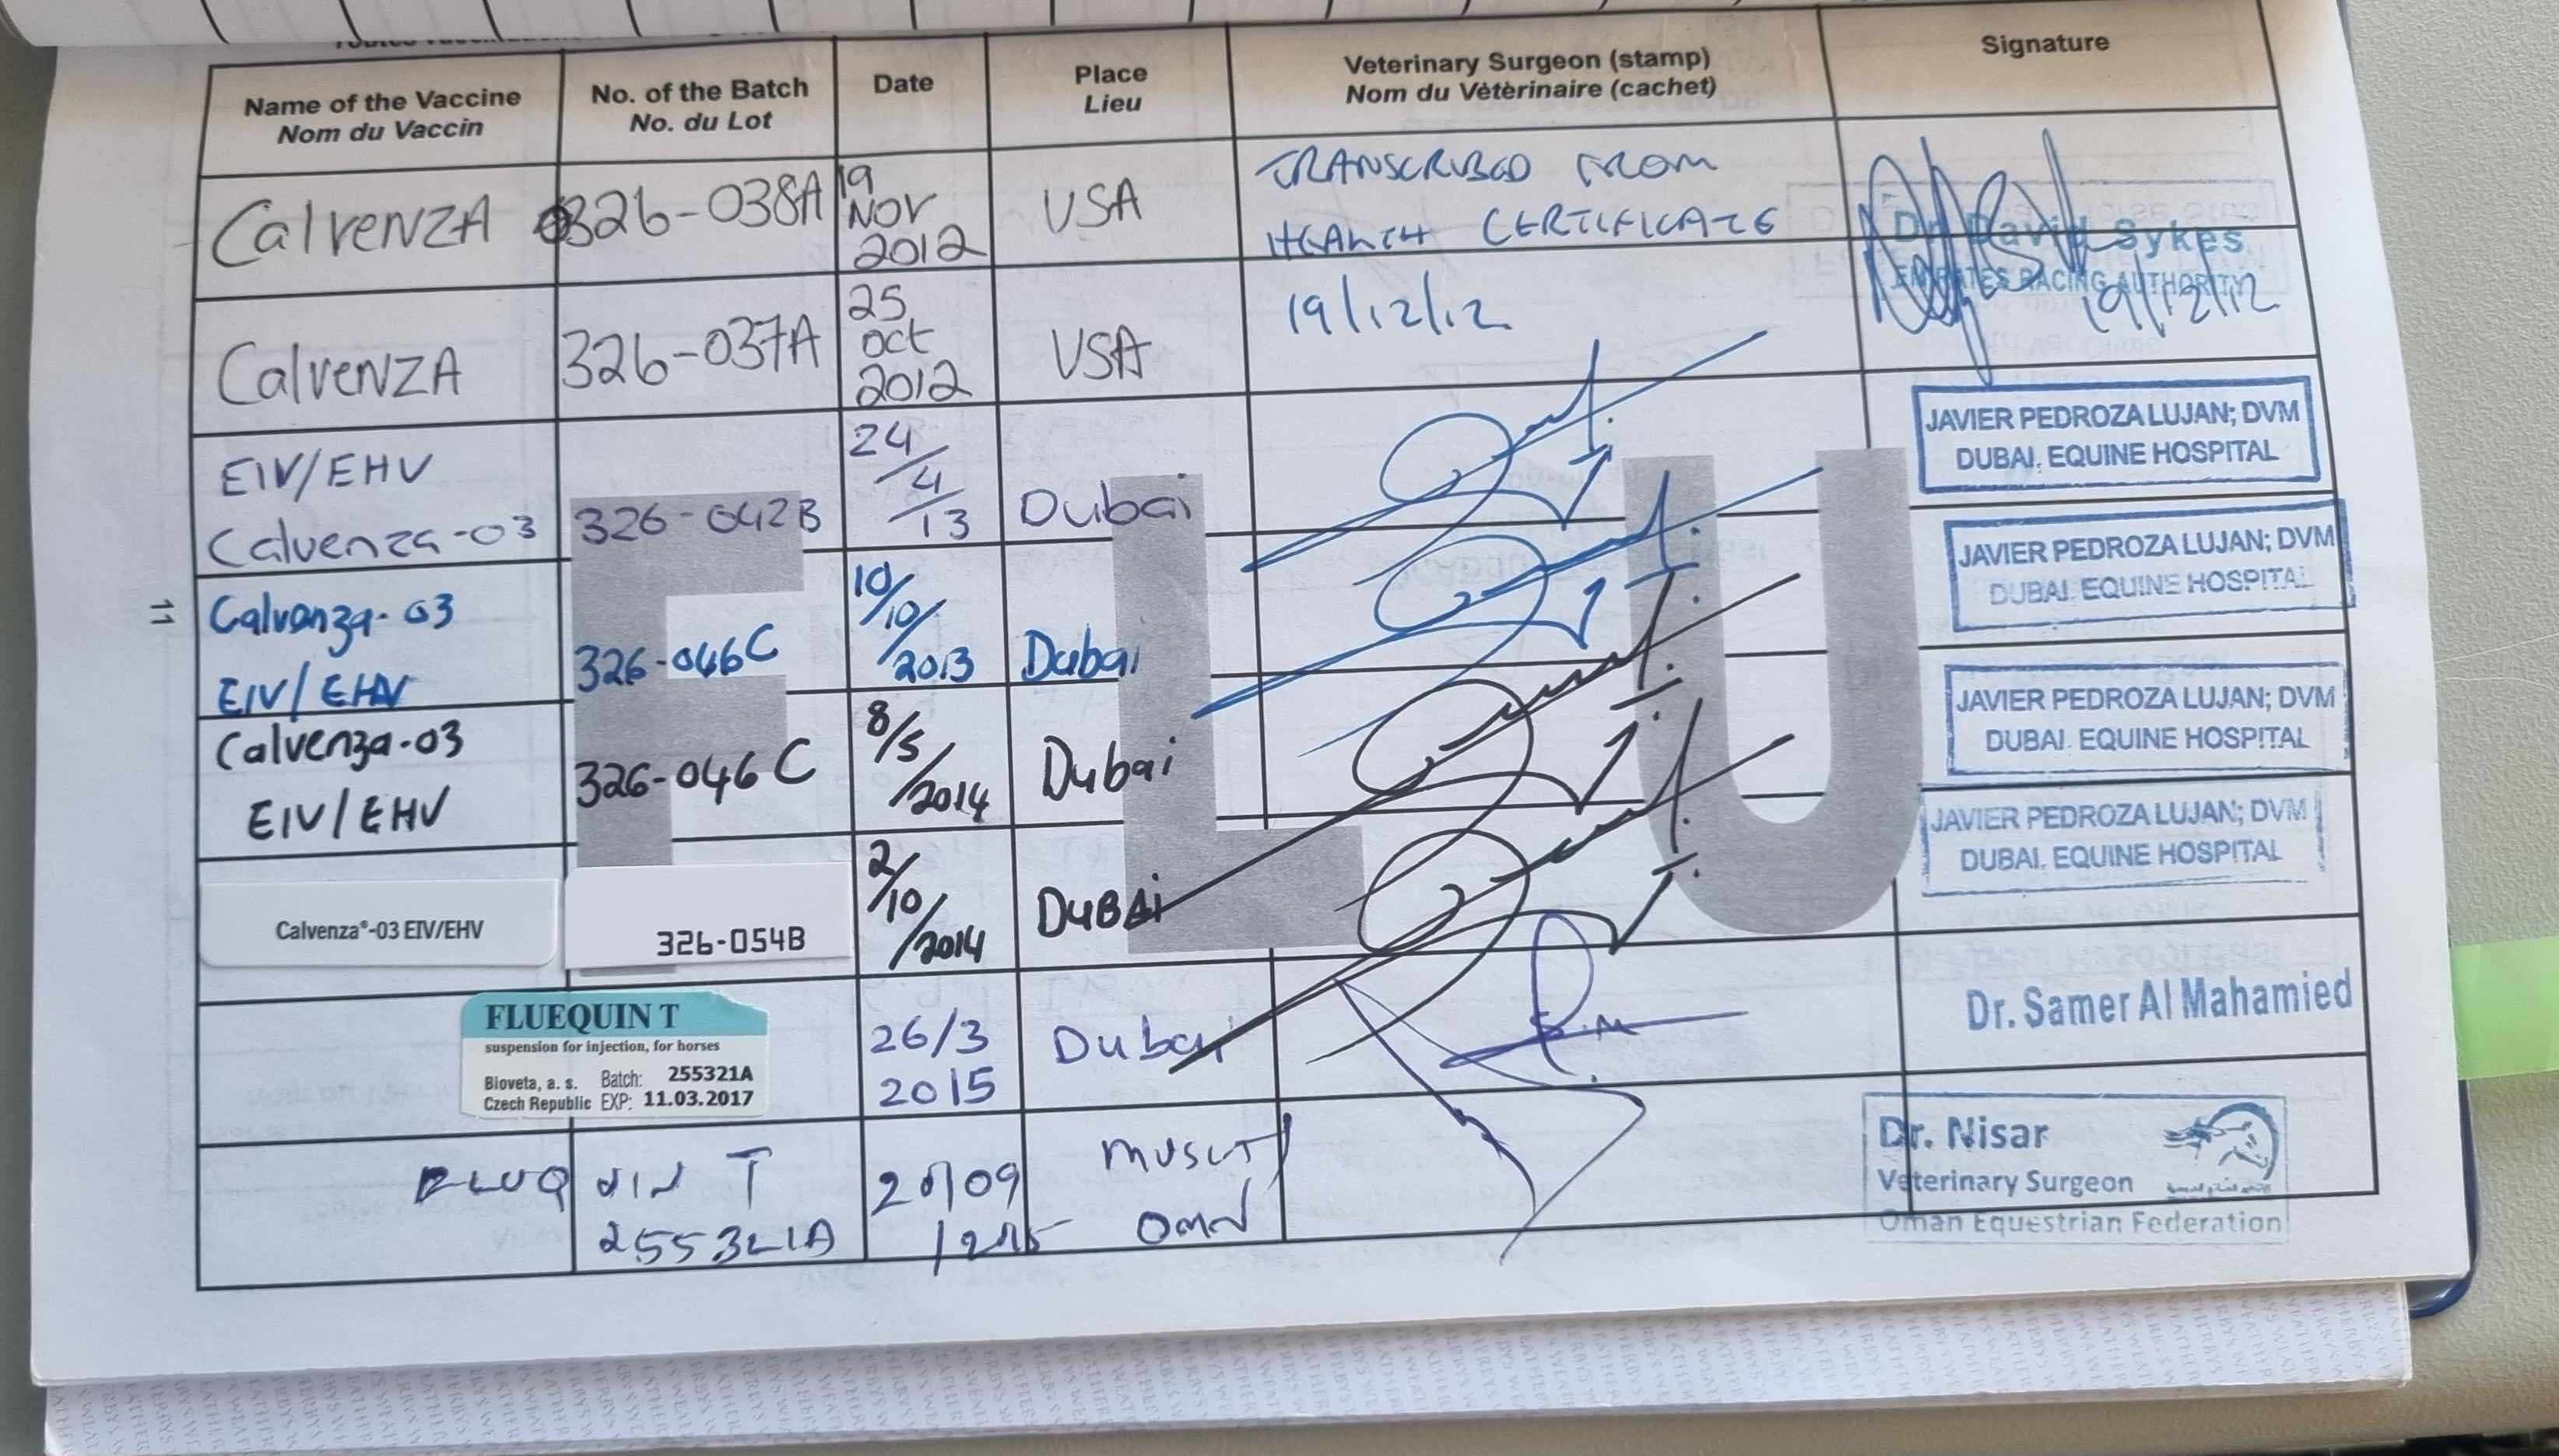 Name of the Vaccine
Nom du Vaccin
No. of the Batch
No. du Lot
Date
Place
Lieu
Veterinary Surgeon (stamp)
Nom du Vètèrinaire (cachet)
Signature
CalvenZA
326-038A
19
Nov
2012
USA
TRANSCRIBED FROM
HEALTH CERTIFICATE
Dr. David Sykes
EMIRATES RACING AUTHORITY
19/12/12
CalvenZA
326-037A
25
Oct
2012
USA
19/12/12
EIV/EHV
Calvenza-03
326-042B
24/4/13
Dubai
JAVIER PEDROZA LUJAN; DVM
DUBAI, EQUINE HOSPITAL
Calvenza-03
EIV/EHV
326-046C
10/10/2013
Dubai
JAVIER PEDROZA LUJAN; DVM
DUBAI, EQUINE HOSPITAL
Calvenza-03
EIV/EHV
326-046C
8/5/2014
Dubai
JAVIER PEDROZA LUJAN; DVM
DUBAI, EQUINE HOSPITAL
Calvenza®-03 EIV/EHV
326-054B
2/10/2014
DUBAi
JAVIER PEDROZA LUJAN; DVM
DUBAI, EQUINE HOSPITAL
FLUEQUIN T
suspension for injection, for horses
Bioveta, a. s. Batch: 255321A
Czech Republic EXP: 11.03.2017
26/3
2015
Dubai
Dr. Samer Al Mahamied
T
255321A
Dr. Nisar
Veterinary Surgeon
Oman Equestrian Federation
FLU
11